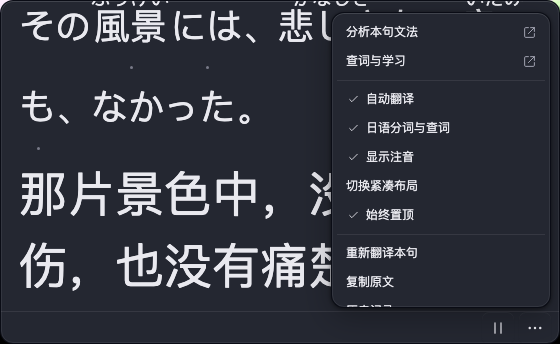 その風景には、悲し
も、なかった。
那片景色中，
伤，也没有痛
分析本句文法
查词与学习
自动翻译
日语分词与查词
显示注音
切换紧凑布局
始终置顶
重新翻译本句
复制原文